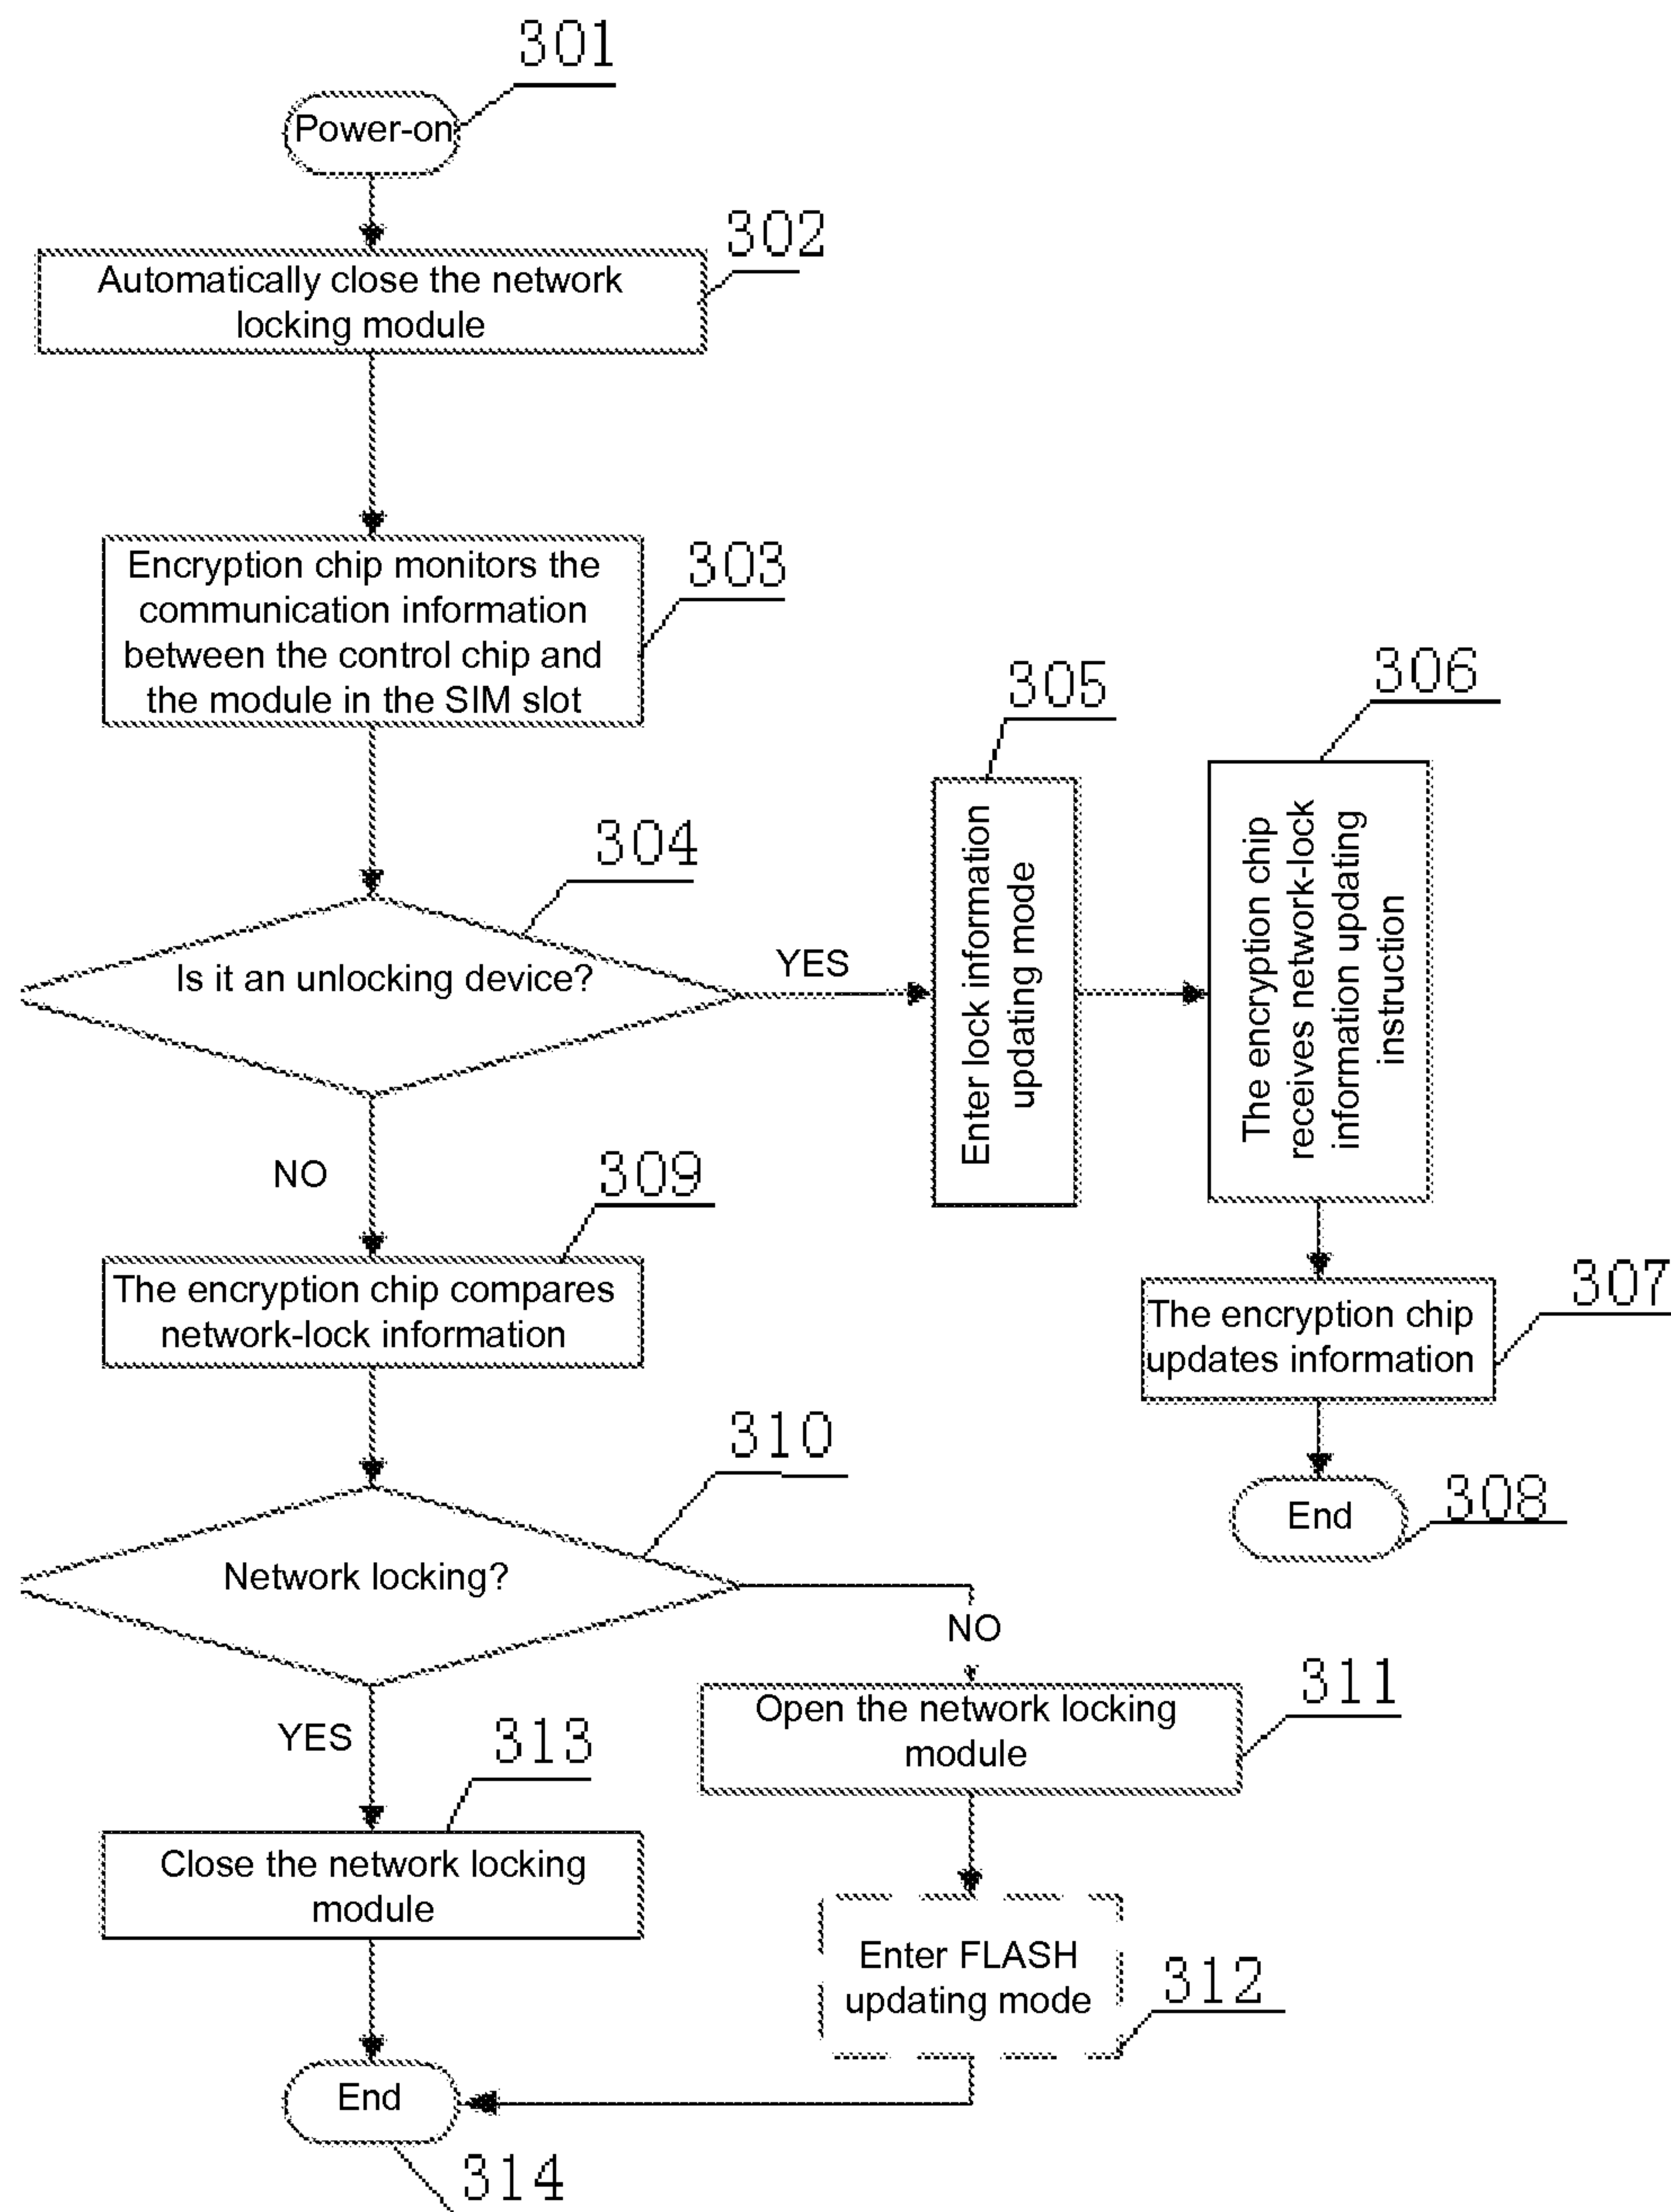 301
Power-on
302
Automatically close the network
locking module
303
Encryption chip monitors the
communication information
between the control chip and
the module in the SIM slot
304
Is it an unlocking device?
YES
305
Enter lock information
updating mode
306
The encryption chip
receives network-lock
information updating
instruction
307
The encryption chip
updates information
308
End
NO
309
The encryption chip compares
network-lock information
310
Network locking?
NO
311
Open the network locking
module
312
Enter FLASH
updating mode
YES
313
Close the network locking
module
End
314